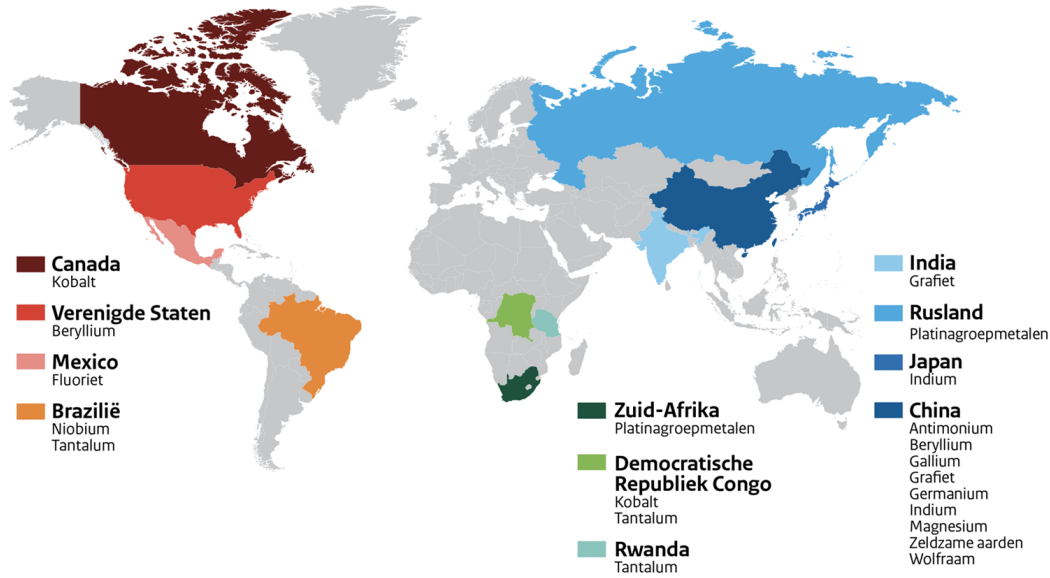 Canada
Kobalt
Verenigde Staten
Beryllium
Mexico
Fluoriet
Brazilië
Niobium
Tantalum
Zuid-Afrika
Platinagroepmetalen
Democratische
Republiek Congo
Kobalt
Tantalum
Rwanda
Tantalum
India
Grafiet
Rusland
Platinagroepmetalen
Japan
Indium
China
Antimonium
Beryllium
Gallium
Grafiet
Germanium
Indium
Magnesium
Zeldzame aarden
Wolfraam